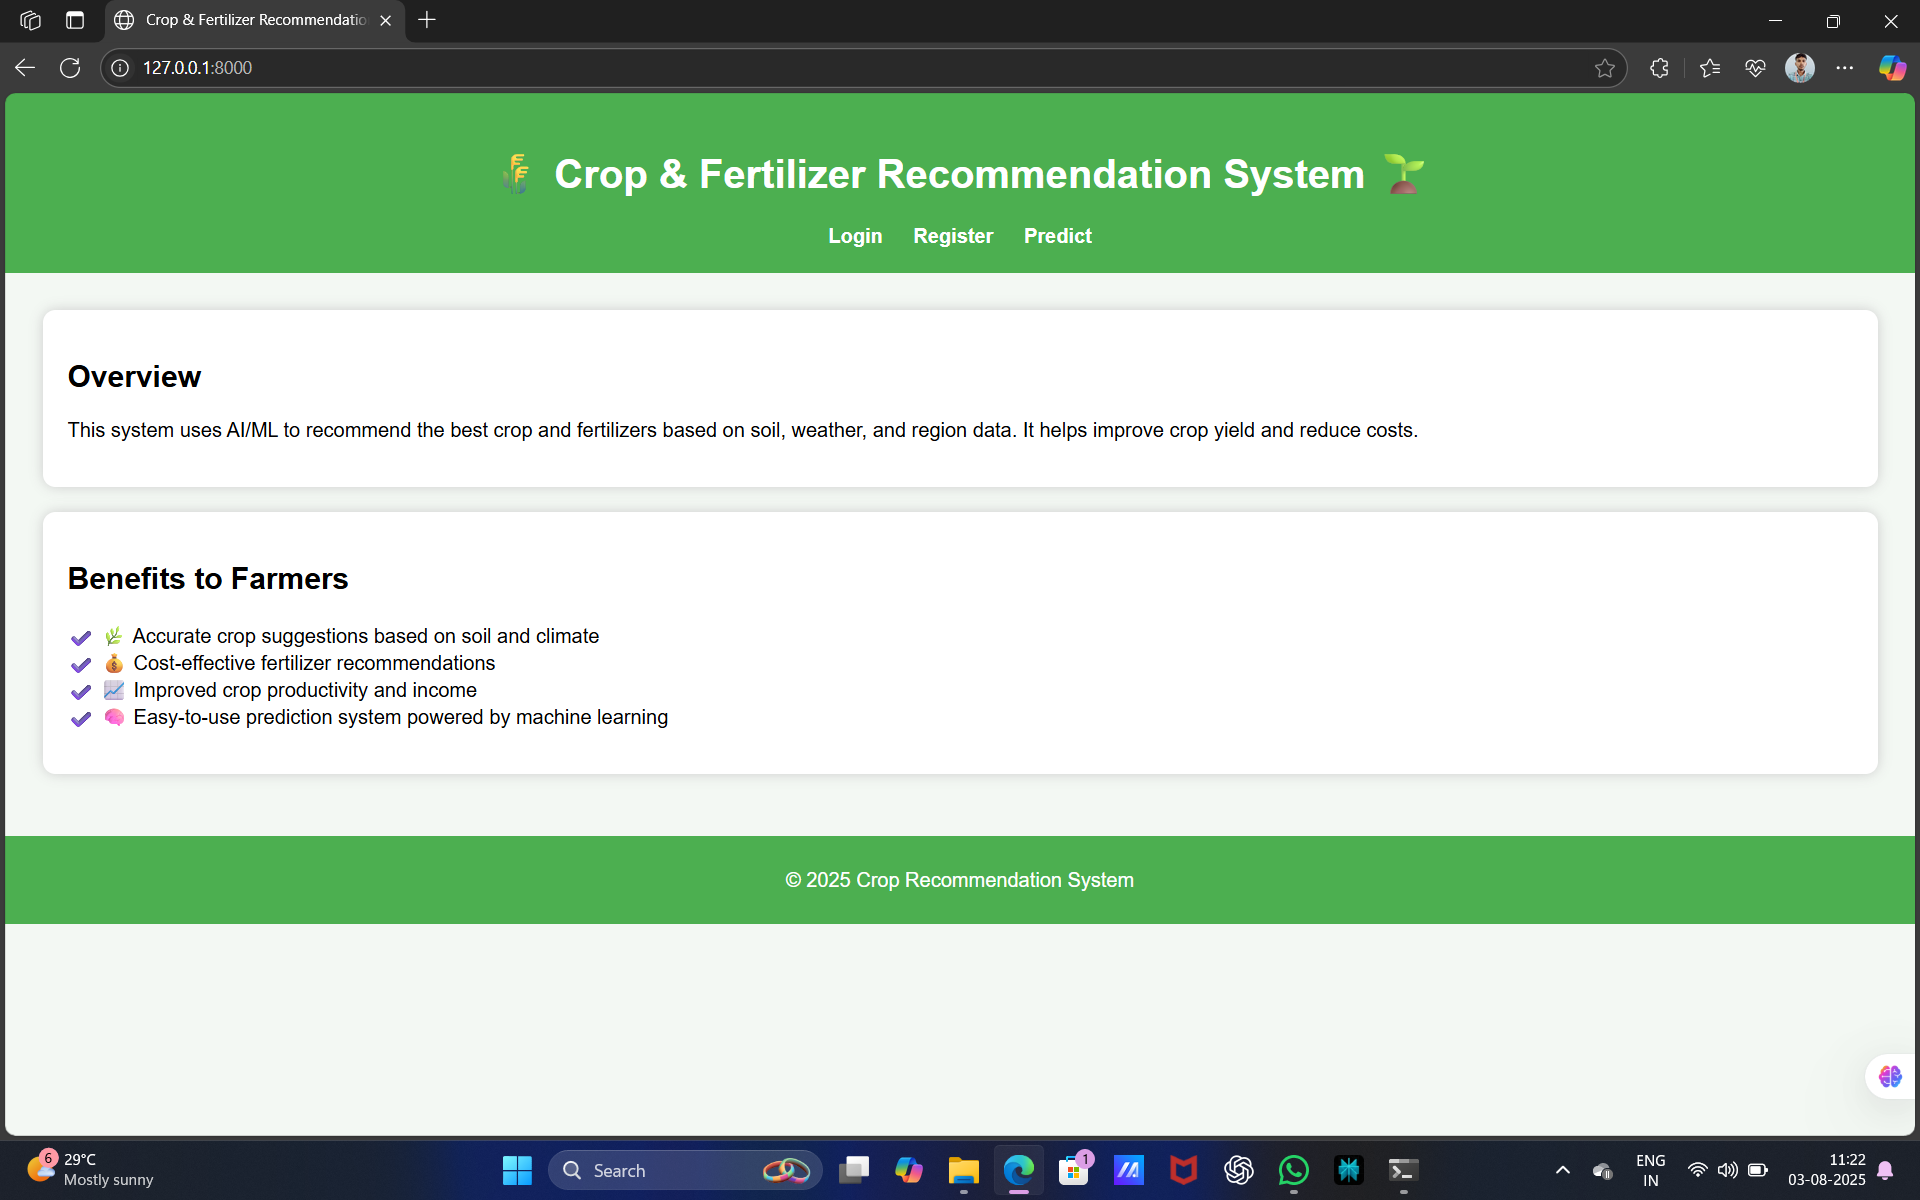 Crop & Fertilizer Recommendatio
127.0.0.1:8000
Crop & Fertilizer Recommendation System
Login Register Predict
Overview
This system uses AI/ML to recommend the best crop and fertilizers based on soil, weather, and region data. It helps improve crop yield and reduce costs.
Benefits to Farmers
Accurate crop suggestions based on soil and climate
Cost-effective fertilizer recommendations
Improved crop productivity and income
Easy-to-use prediction system powered by machine learning
© 2025 Crop Recommendation System
6
29°C
Mostly sunny
Search
1
ENG
IN
11:22
03-08-2025